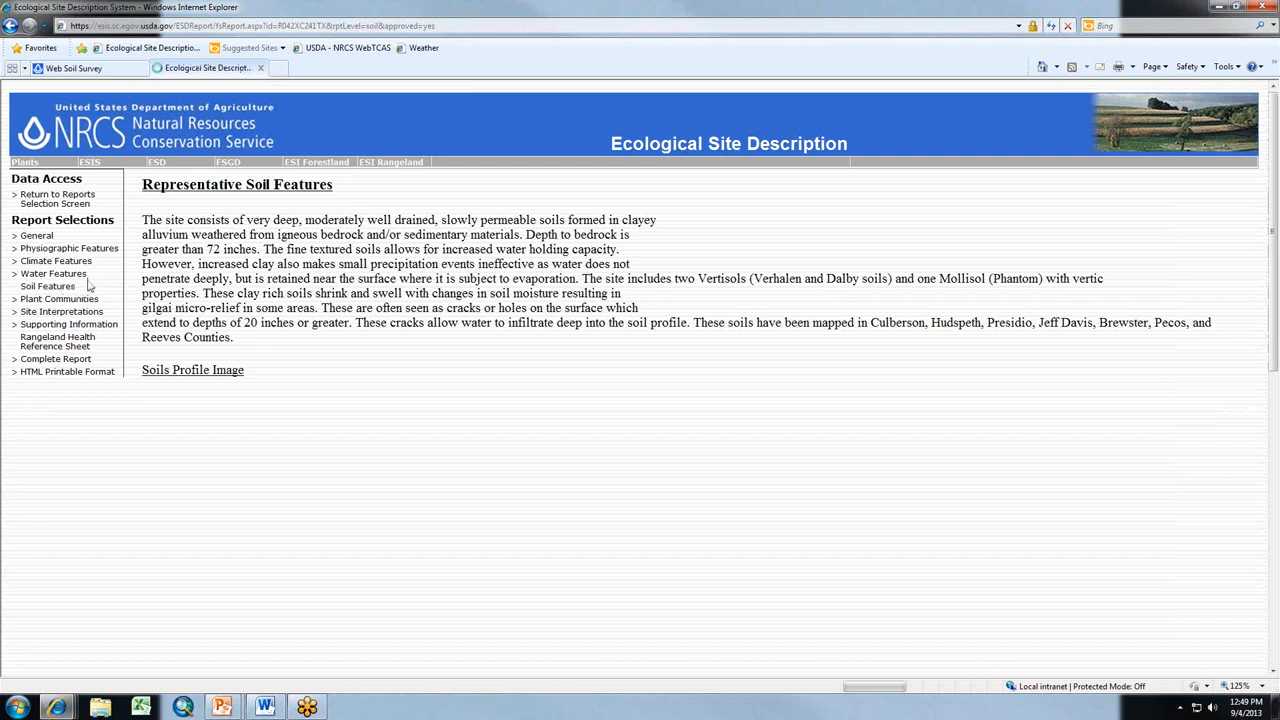 Ecological Site Description System - Windows Internet Explorer
https://esis.sc.egov.usda.gov/ESDReport/fsReport.aspx?id=R042XC241TX&rptLevel=soil&approved=yes
Bing
Favorites
Ecological Site Descriptio...
Suggested Sites
USDA - NRCS WebTCAS
Weather
Web Soil Survey
Ecological Site Descript...
Page
Safety
Tools
United States Department of Agriculture
NRCS
Natural Resources
Conservation Service
Ecological Site Description
Plants
ESIS
ESD
FSGD
ESI Forestland
ESI Rangeland
Data Access
> Return to Reports
Selection Screen
Report Selections
> General
> Physiographic Features
> Climate Features
> Water Features
Soil Features
> Plant Communities
> Site Interpretations
> Supporting Information
Rangeland Health
Reference Sheet
> Complete Report
> HTML Printable Format
Representative Soil Features
The site consists of very deep, moderately well drained, slowly permeable soils formed in clayey
alluvium weathered from igneous bedrock and/or sedimentary materials. Depth to bedrock is
greater than 72 inches. The fine textured soils allows for increased water holding capacity.
However, increased clay also makes small precipitation events ineffective as water does not
penetrate deeply, but is retained near the surface where it is subject to evaporation. The site includes two Vertisols (Verhalen and Dalby soils) and one Mollisol (Phantom) with vertic
properties. These clay rich soils shrink and swell with changes in soil moisture resulting in
gilgai micro-relief in some areas. These are often seen as cracks or holes on the surface which
extend to depths of 20 inches or greater. These cracks allow water to infiltrate deep into the soil profile. These soils have been mapped in Culberson, Hudspeth, Presidio, Jeff Davis, Brewster, Pecos, and
Reeves Counties.
Soils Profile Image
Local intranet | Protected Mode: Off
125%
12:49 PM
9/4/2013